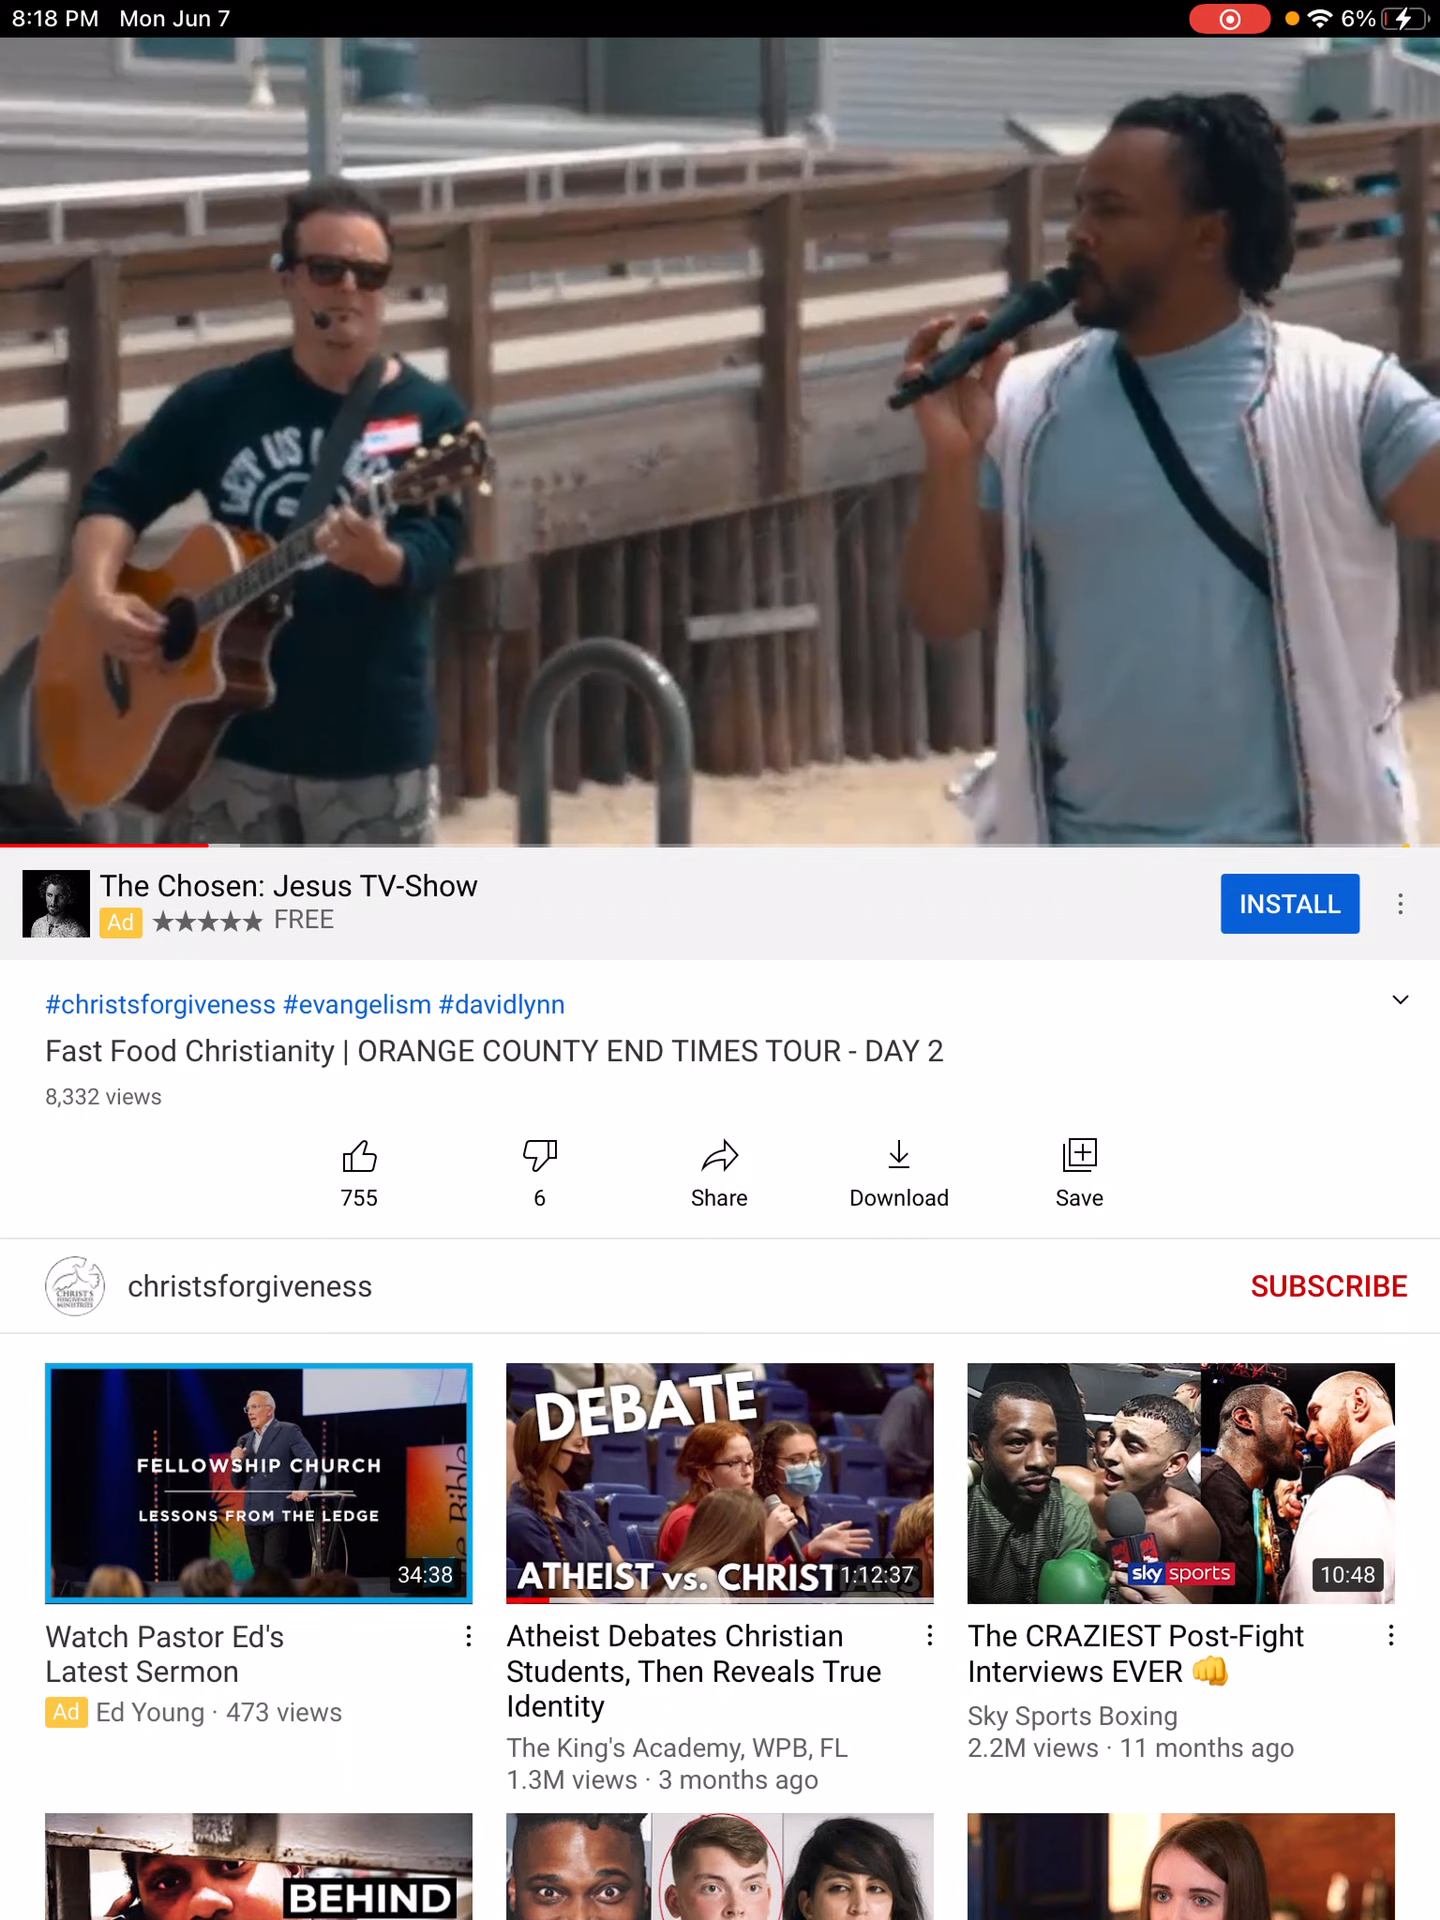 8:18 PM Mon Jun 7
6%
LET US
The Chosen: Jesus TV-Show
Ad ★★★★★ FREE
INSTALL
#christsforgiveness #evangelism #davidlynn
Fast Food Christianity | ORANGE COUNTY END TIMES TOUR - DAY 2
8,332 views
755
6
Share
Download
Save
CHRIST'S
FORGIVENESS
MINISTRIES
christsforgiveness
SUBSCRIBE
FELLOWSHIP CHURCH
LESSONS FROM THE LEDGE
Bible
34:38
Watch Pastor Ed's
Latest Sermon
Ad Ed Young · 473 views
DEBATE
ATHEIST vs. CHRISTIANS
1:12:37
Atheist Debates Christian
Students, Then Reveals True
Identity
The King's Academy, WPB, FL
1.3M views · 3 months ago
sky sports
10:48
The CRAZIEST Post-Fight
Interviews EVER 👊
Sky Sports Boxing
2.2M views · 11 months ago
BEHIND